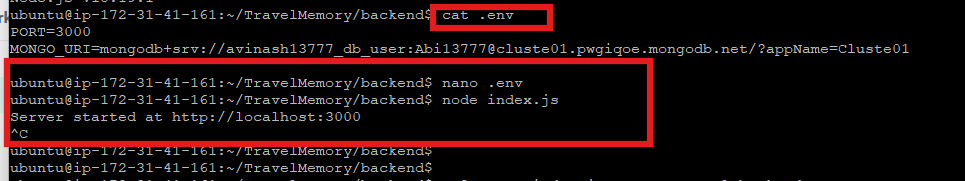 ubuntu@ip-172-31-41-161:~/TravelMemory/backend$ cat .env
PORT=3000
MONGO_URI=mongodb+srv://avinash13777_db_user:Abi13777@cluste01.pwgiqoe.mongodb.net/?appName=Cluste01
ubuntu@ip-172-31-41-161:~/TravelMemory/backend$ nano .env
ubuntu@ip-172-31-41-161:~/TravelMemory/backend$ node index.js
Server started at http://localhost:3000
^C
ubuntu@ip-172-31-41-161:~/TravelMemory/backend$
ubuntu@ip-172-31-41-161:~/TravelMemory/backend$